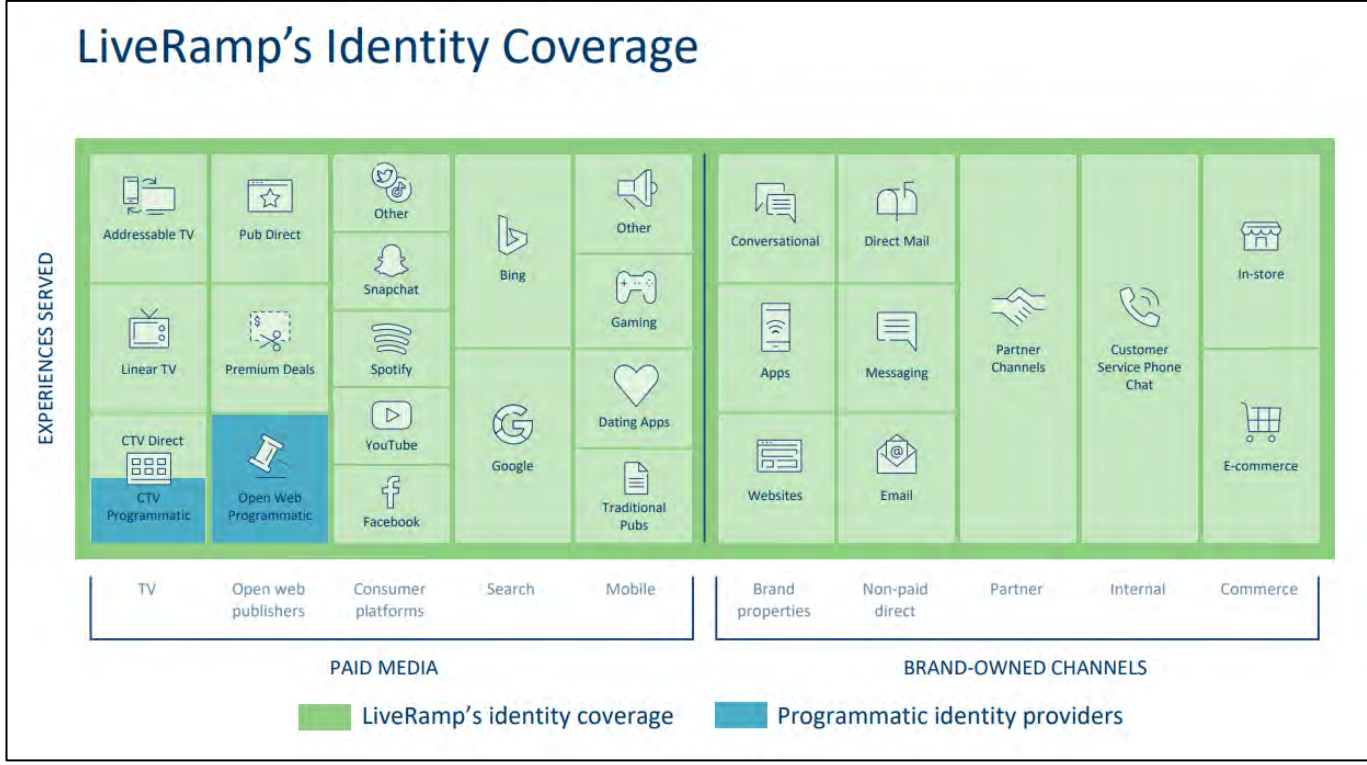 LiveRamp's Identity Coverage
EXPERIENCES SERVED
Addressable TV
Linear TV
CTV Direct
CTV
Programmatic
Pub Direct
$
Premium Deals
Open Web
Programmatic
Other
Snapchat
Spotify
YouTube
Facebook
Bing
Google
Other
Gaming
Dating Apps
Traditional
Pubs
Conversational
Apps
Websites
Direct Mail
Messaging
@
Email
Partner
Channels
Customer
Service Phone
Chat
In-store
E-commerce
TV
Open web
publishers
Consumer
platforms
Search
Mobile
Brand
properties
Non-paid
direct
Partner
Internal
Commerce
PAID MEDIA
BRAND-OWNED CHANNELS
LiveRamp's identity coverage
Programmatic identity providers